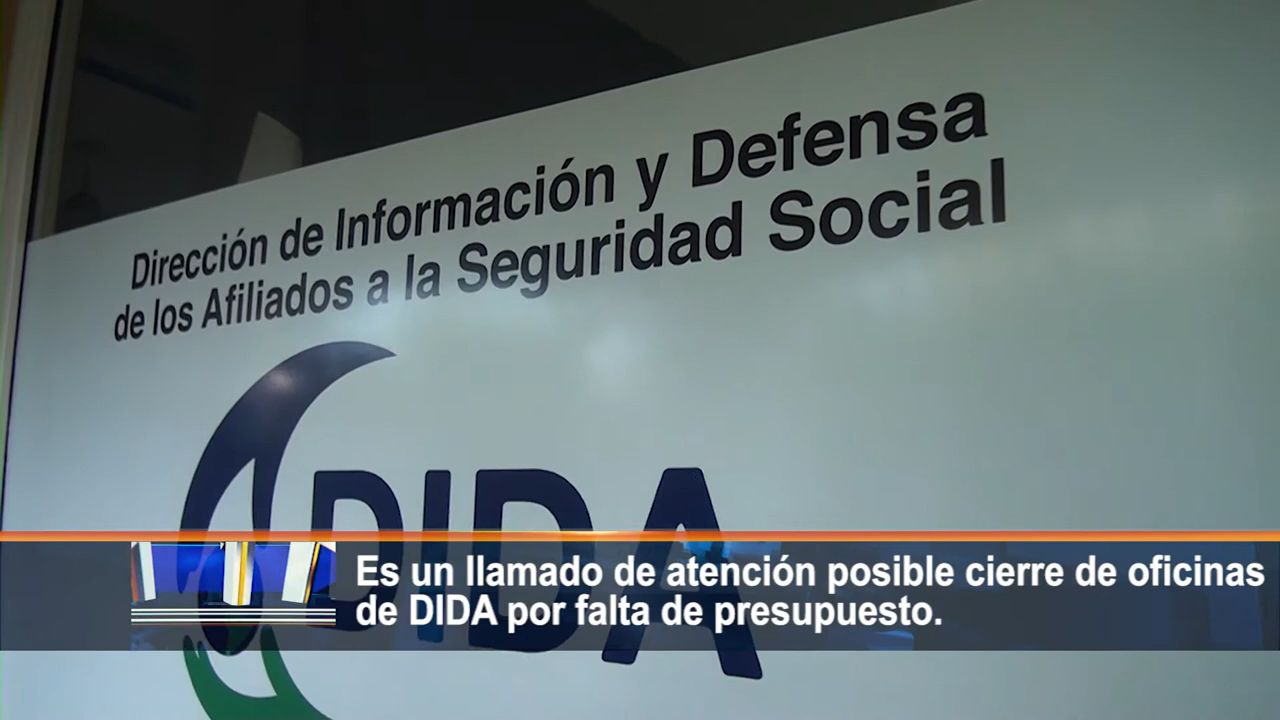 Dirección de Información y Defensa
de los Afiliados a la Seguridad Social
DIDA
Es un llamado de atención posible cierre de oficinas
de DIDA por falta de presupuesto.